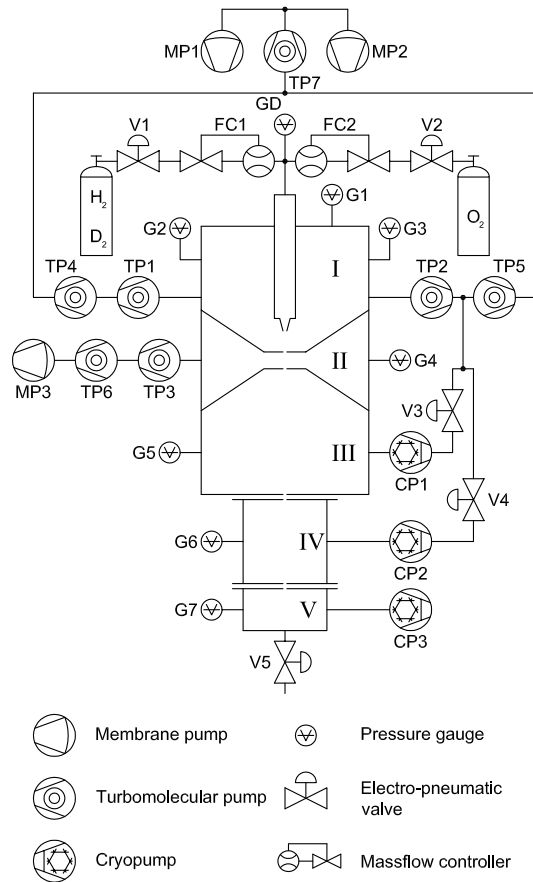 MP1
MP2
TP7
GD
V1
FC1
FC2
V2
G1
H2
D2
G2
G3
O2
I
TP4
TP1
TP2
TP5
II
MP3
TP6
TP3
G4
V3
G5
III
CP1
V4
G6
IV
CP2
G7
V
CP3
V5
Membrane pump
Pressure gauge
Turbomolecular pump
Electro-pneumatic
valve
Cryopump
Massflow controller